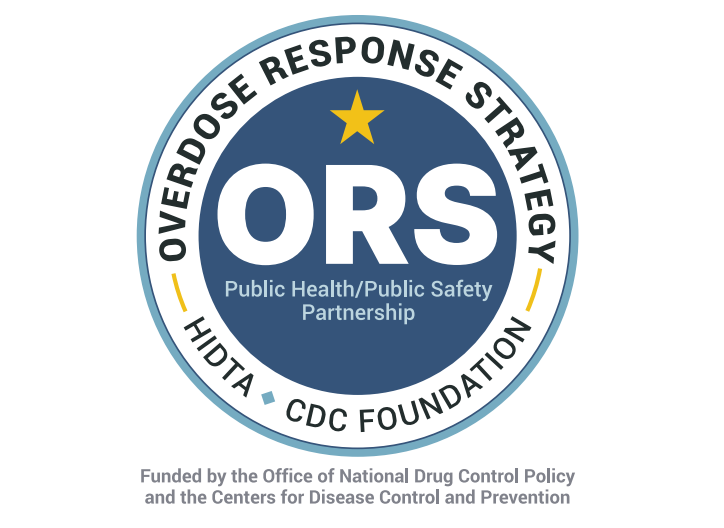 OVERDOSE RESPONSE STRATEGY
ORS
Public Health/Public Safety
Partnership
HIDTA
CDC FOUNDATION
Funded by the Office of National Drug Control Policy
and the Centers for Disease Control and Prevention